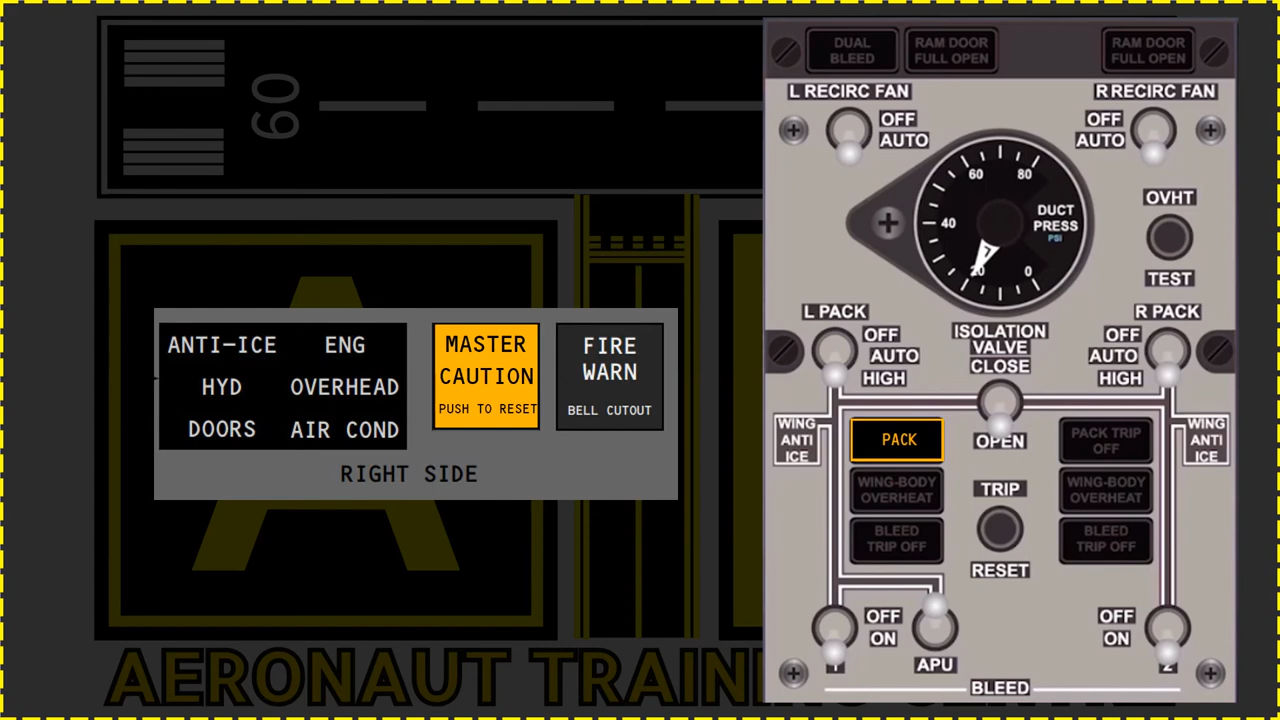 60
ANTI-ICE ENG
HYD OVERHEAD
DOORS AIR COND
MASTER
CAUTION
PUSH TO RESET
FIRE
WARN
BELL CUTOUT
RIGHT SIDE
A
AERONAUT TRAIN
DUAL
BLEED
RAM DOOR
FULL OPEN
RAM DOOR
FULL OPEN
L RECIRC FAN
OFF
AUTO
R RECIRC FAN
OFF
AUTO
60 80
40
20 0
DUCT
PRESS
PSI
OVHT
TEST
L PACK
OFF
AUTO
HIGH
ISOLATION
VALVE
CLOSE
OPEN
R PACK
OFF
AUTO
HIGH
WING
ANTI
ICE
WING
ANTI
ICE
PACK
WING-BODY
OVERHEAT
BLEED
TRIP OFF
TRIP
RESET
PACK TRIP
OFF
WING-BODY
OVERHEAT
BLEED
TRIP OFF
OFF
ON
1
APU
OFF
ON
2
BLEED